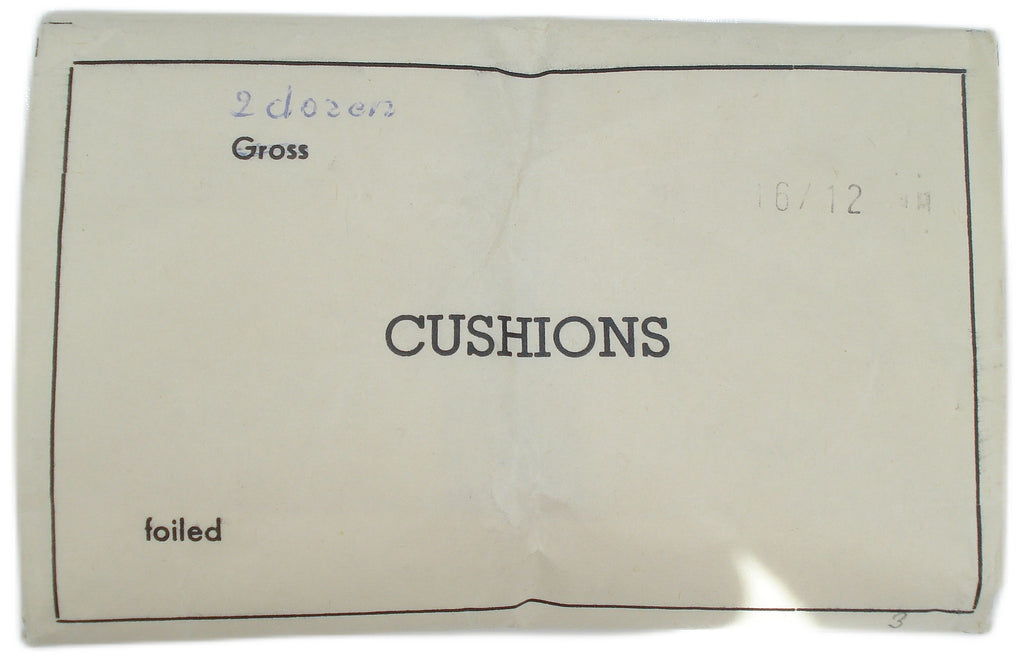 2 dozen
Gross
16/12
CUSHIONS
foiled
3